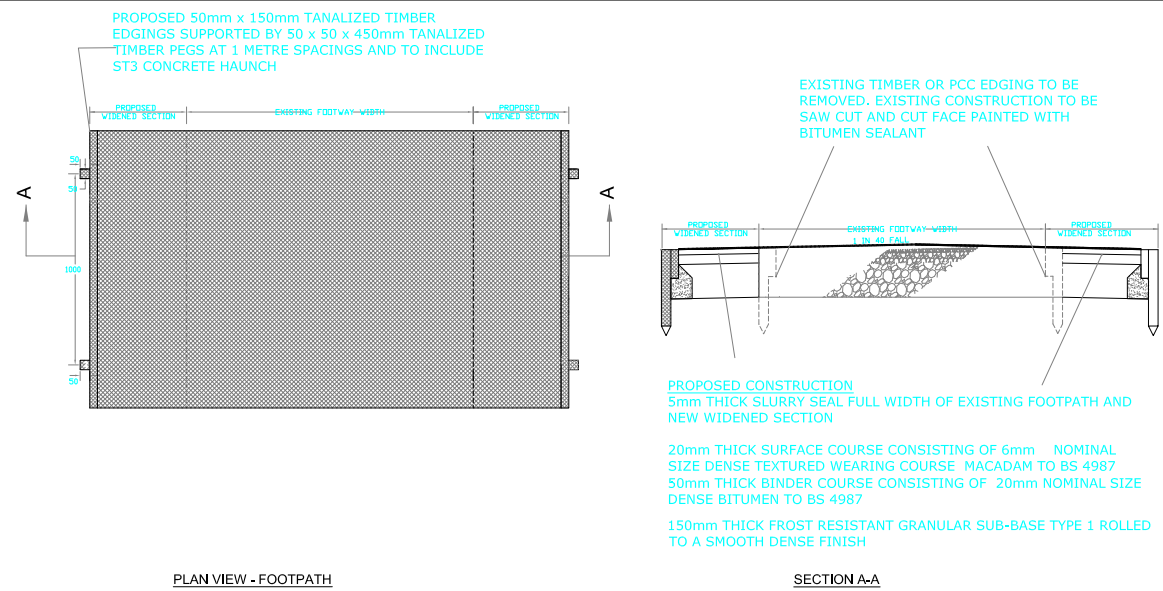 PROPOSED 50mm x 150mm TANALIZED TIMBER
EDGINGS SUPPORTED BY 50 x 50 x 450mm TANALIZED
TIMBER PEGS AT 1 METRE SPACINGS AND TO INCLUDE
ST3 CONCRETE HAUNCH
PROPOSED
WIDENED SECTION
EXISTING FOOTWAY WIDTH
PROPOSED
WIDENED SECTION
50
50
A
A
1000
50
PLAN VIEW - FOOTPATH
EXISTING TIMBER OR PCC EDGING TO BE
REMOVED. EXISTING CONSTRUCTION TO BE
SAW CUT AND CUT FACE PAINTED WITH
BITUMEN SEALANT
PROPOSED
WIDENED SECTION
EXISTING FOOTWAY WIDTH
1 IN 40 FALL
PROPOSED
WIDENED SECTION
PROPOSED CONSTRUCTION
5mm THICK SLURRY SEAL FULL WIDTH OF EXISTING FOOTPATH AND
NEW WIDENED SECTION
20mm THICK SURFACE COURSE CONSISTING OF 6mm NOMINAL
SIZE DENSE TEXTURED WEARING COURSE MACADAM TO BS 4987
50mm THICK BINDER COURSE CONSISTING OF 20mm NOMINAL SIZE
DENSE BITUMEN TO BS 4987
150mm THICK FROST RESISTANT GRANULAR SUB-BASE TYPE 1 ROLLED
TO A SMOOTH DENSE FINISH
SECTION A-A